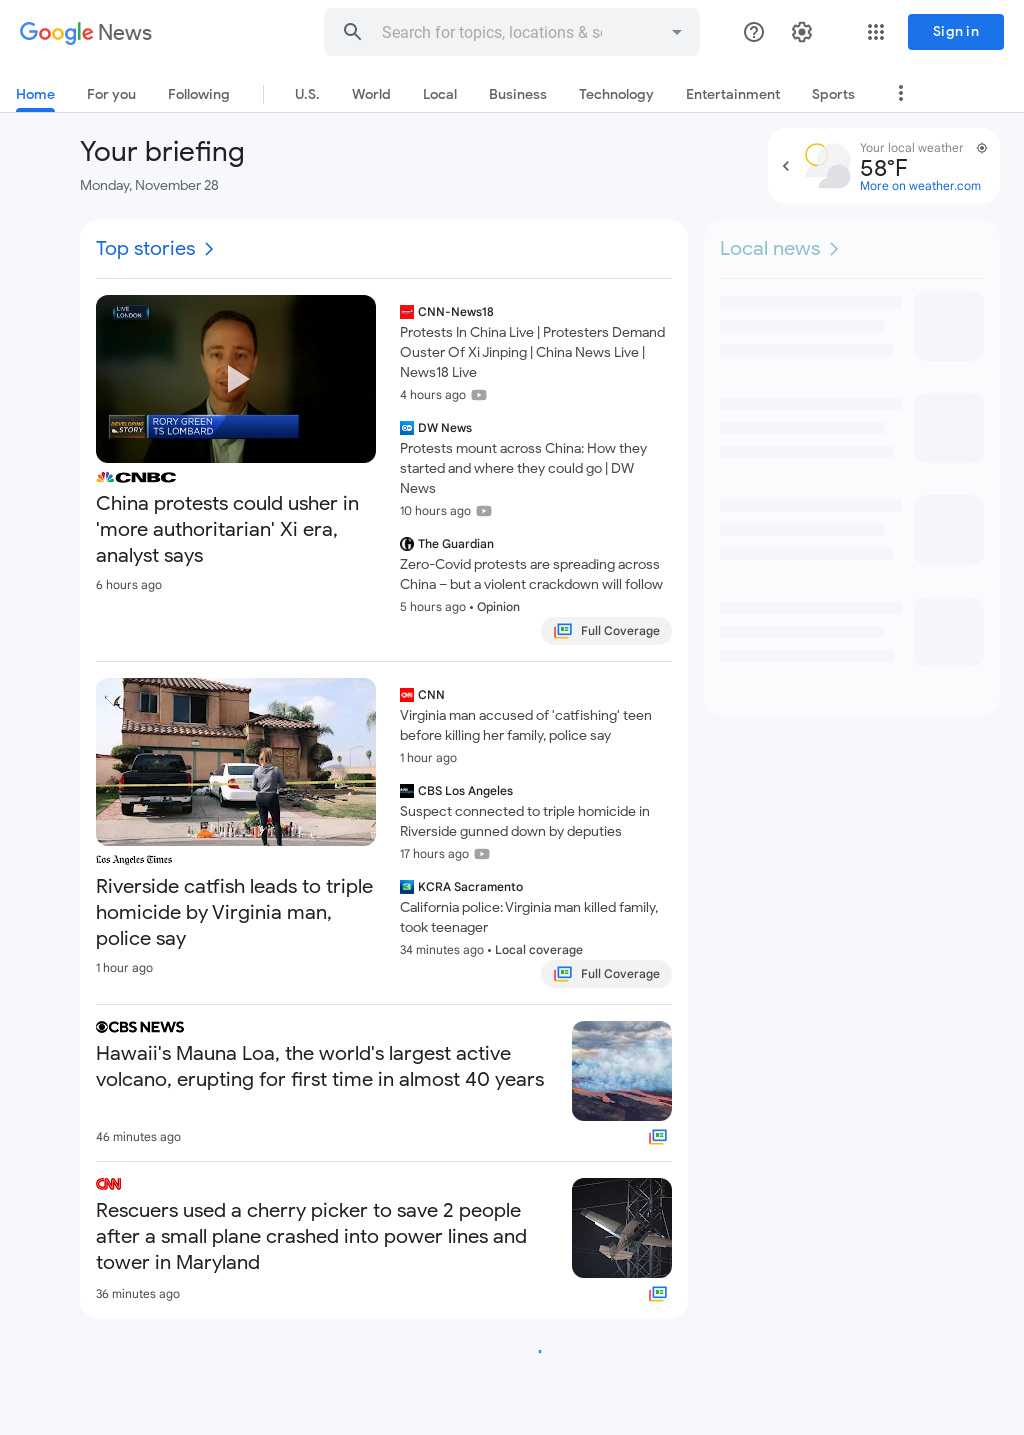 Google News
Search for topics, locations & so
Sign in
Home
For you
Following
U.S.
World
Local
Business
Technology
Entertainment
Sports
Your briefing
Monday, November 28
Your local weather
58°F
More on weather.com
Top stories
LIVE
LONDON
DEVELOPING
STORY
RORY GREEN
TS LOMBARD
CNBC
China protests could usher in
'more authoritarian' Xi era,
analyst says
6 hours ago
CNN-News18
Protests In China Live | Protesters Demand
Ouster Of Xi Jinping | China News Live |
News18 Live
4 hours ago
DW News
Protests mount across China: How they
started and where they could go | DW
News
10 hours ago
The Guardian
Zero-Covid protests are spreading across
China – but a violent crackdown will follow
5 hours ago • Opinion
Full Coverage
Los Angeles Times
Riverside catfish leads to triple
homicide by Virginia man,
police say
1 hour ago
CNN
CNN
Virginia man accused of 'catfishing' teen
before killing her family, police say
1 hour ago
CBS Los Angeles
Suspect connected to triple homicide in
Riverside gunned down by deputies
17 hours ago
3
KCRA Sacramento
California police: Virginia man killed family,
took teenager
34 minutes ago • Local coverage
Full Coverage
CBS NEWS
Hawaii's Mauna Loa, the world's largest active
volcano, erupting for first time in almost 40 years
46 minutes ago
CNN
Rescuers used a cherry picker to save 2 people
after a small plane crashed into power lines and
tower in Maryland
36 minutes ago
Local news